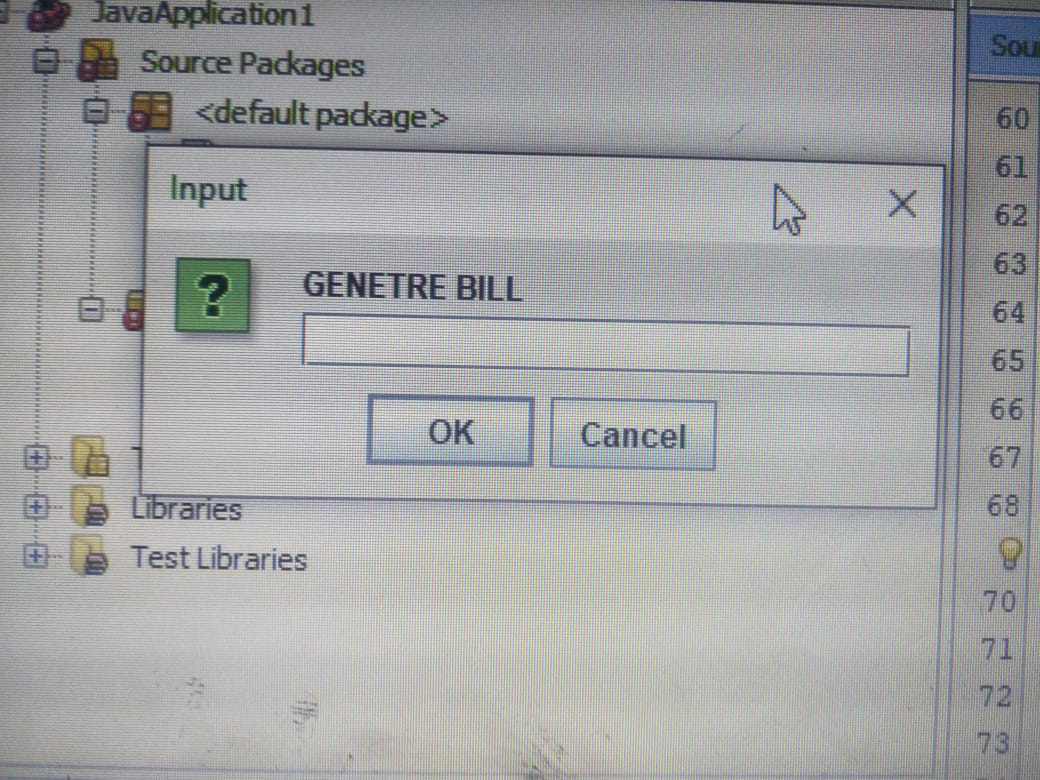 JavaApplication1
Source Packages
<default package>
Input
GENETRE BILL
OK
Cancel
Libraries
Test Libraries
60
61
62
63
64
65
66
67
68
70
71
72
73